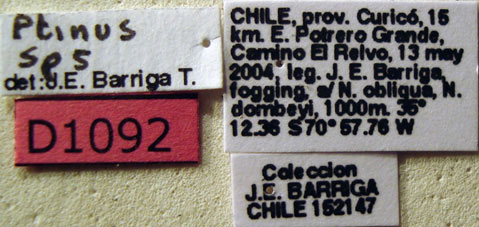 Ptinus
sp5
det:J.E. Barriga T.
D1092
CHILE, prov. Curicó, 15
km. E. Potrero Grande,
Camino El Relvo, 13 may
2004, leg. J. E. Barriga,
fogging, s/ N. obliqua, N.
dombeyi, 1000m. 35°
12.36 S 70° 57.76 W
Coleccion
J.E. BARRIGA
CHILE 152147